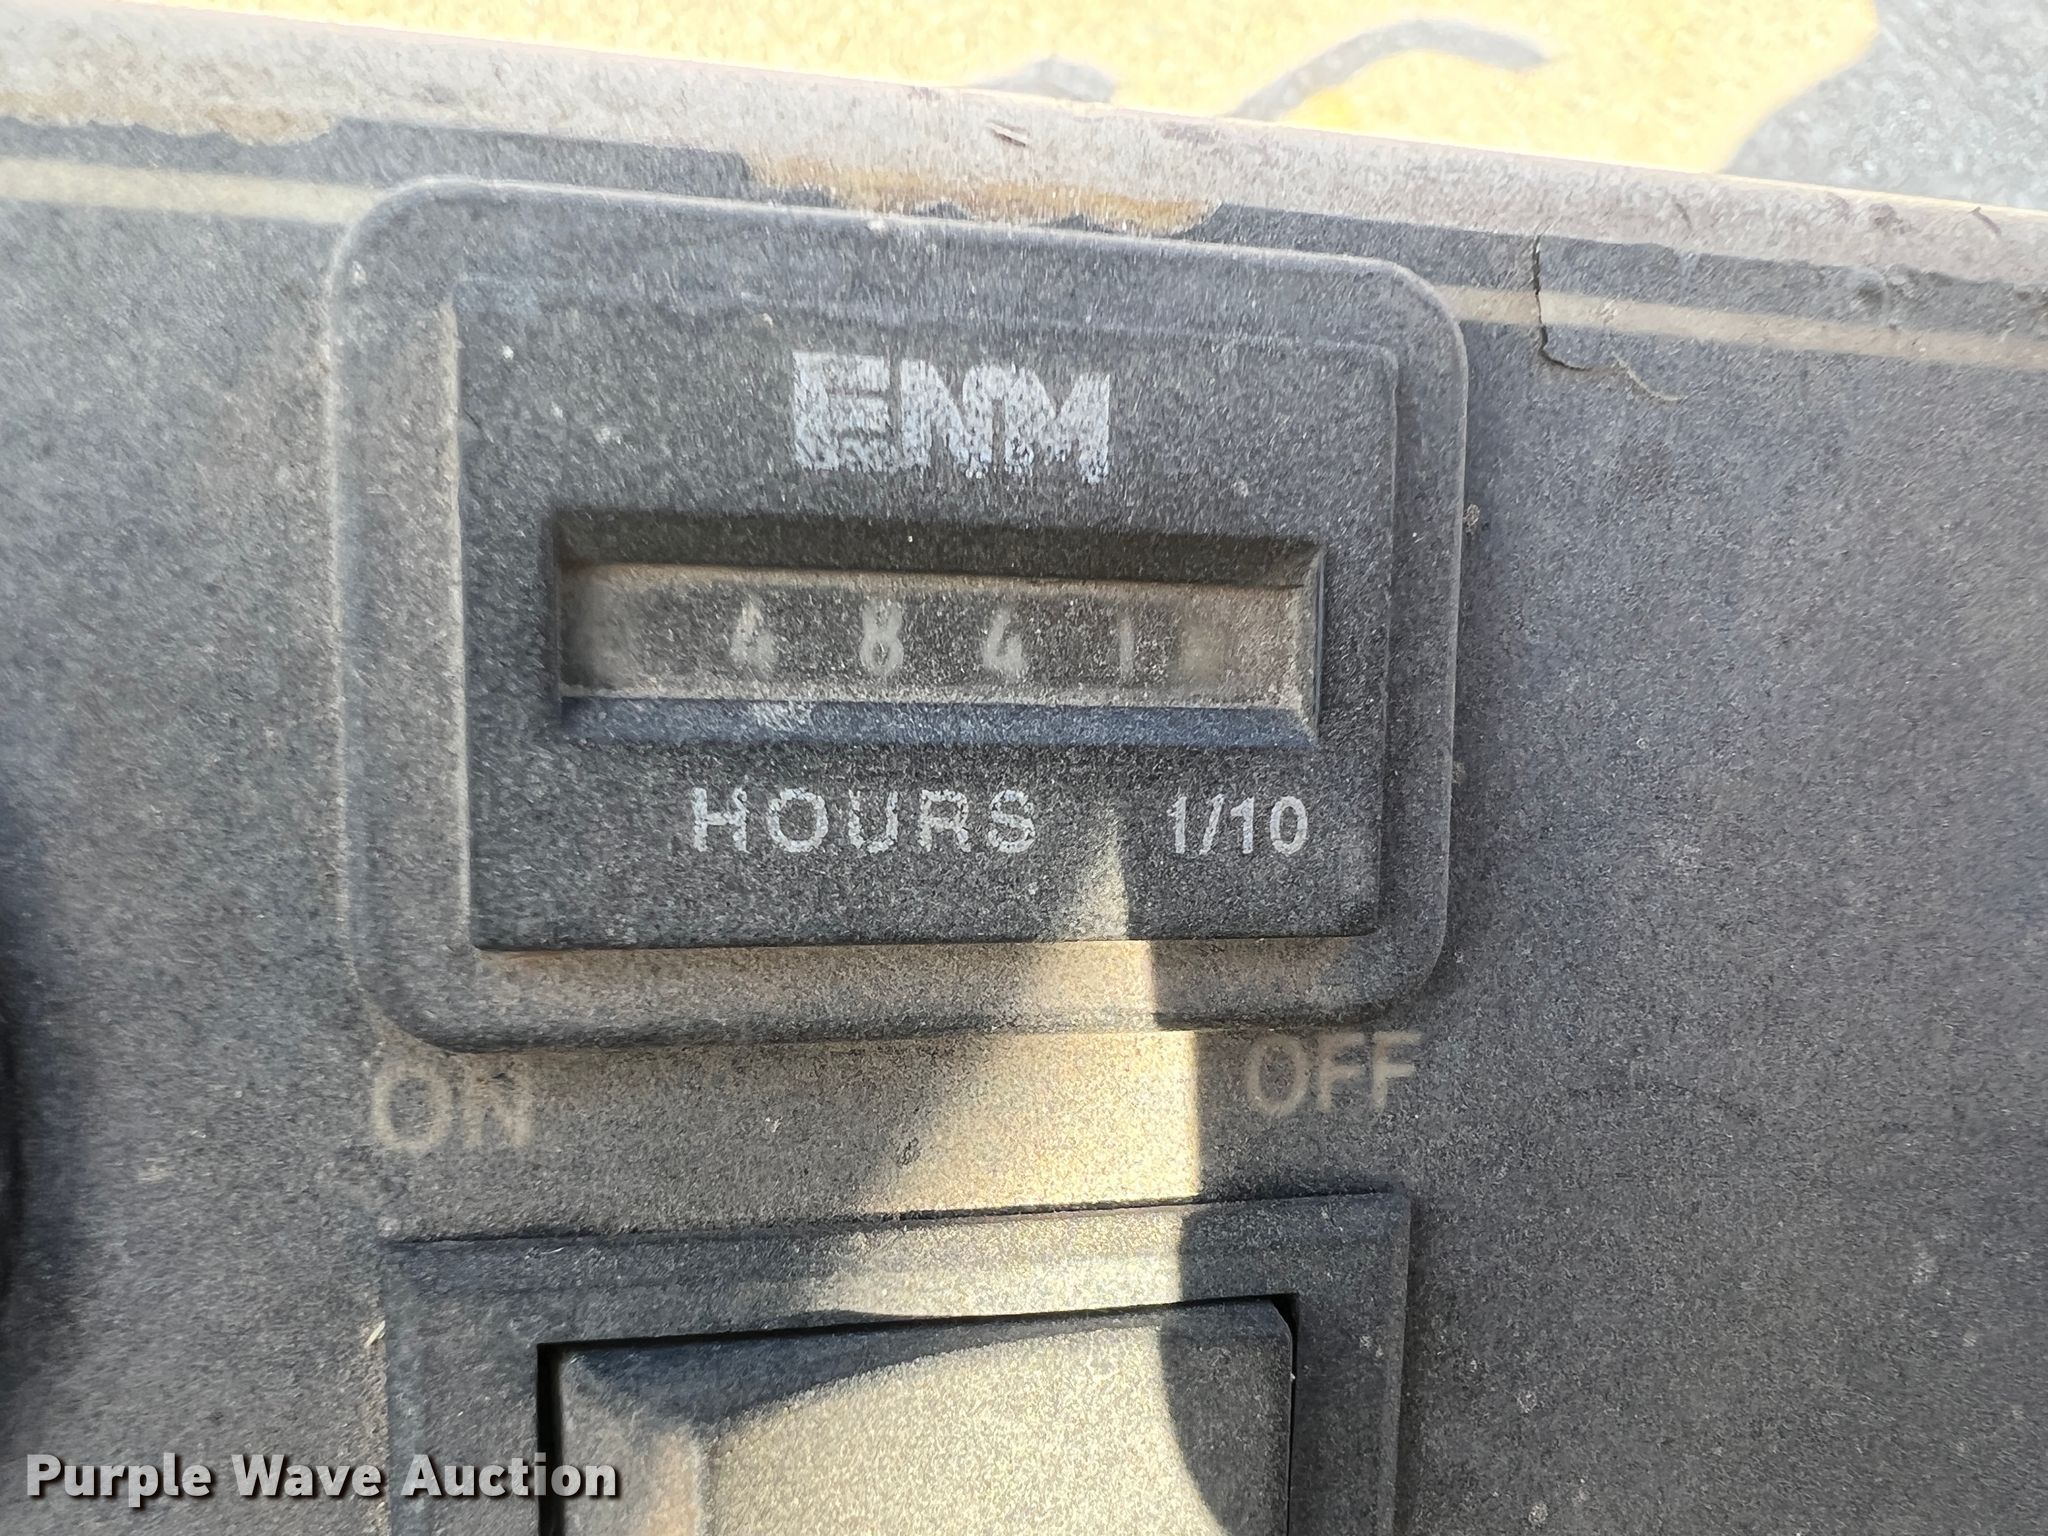 ENM
4841
HOURS 1/10
ON OFF
Purple Wave Auction